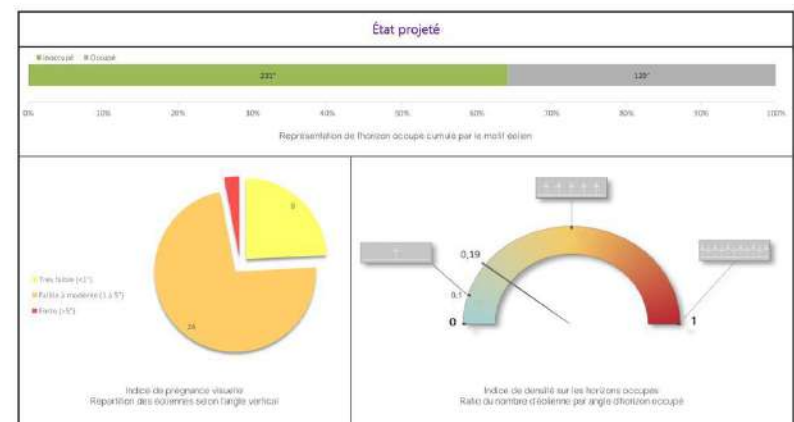 État projeté
Inoccupé Occupé
231° 129°
0% 10% 20% 30% 40% 50% 60% 70% 80% 90% 100%
Représentation de l'horizon occupé cumulé par le motif éolien
8
Très faible (<1°)
Faible à modérée (1 à 5°)
Forte (>5°)
Indice de prégnance visuelle
Répartition des éoliennes selon l'angle vertical
0,19
0,1
0
1
Indice de densité sur les horizons occupés
Ratio du nombre d'éolienne par angle d'horizon occupé